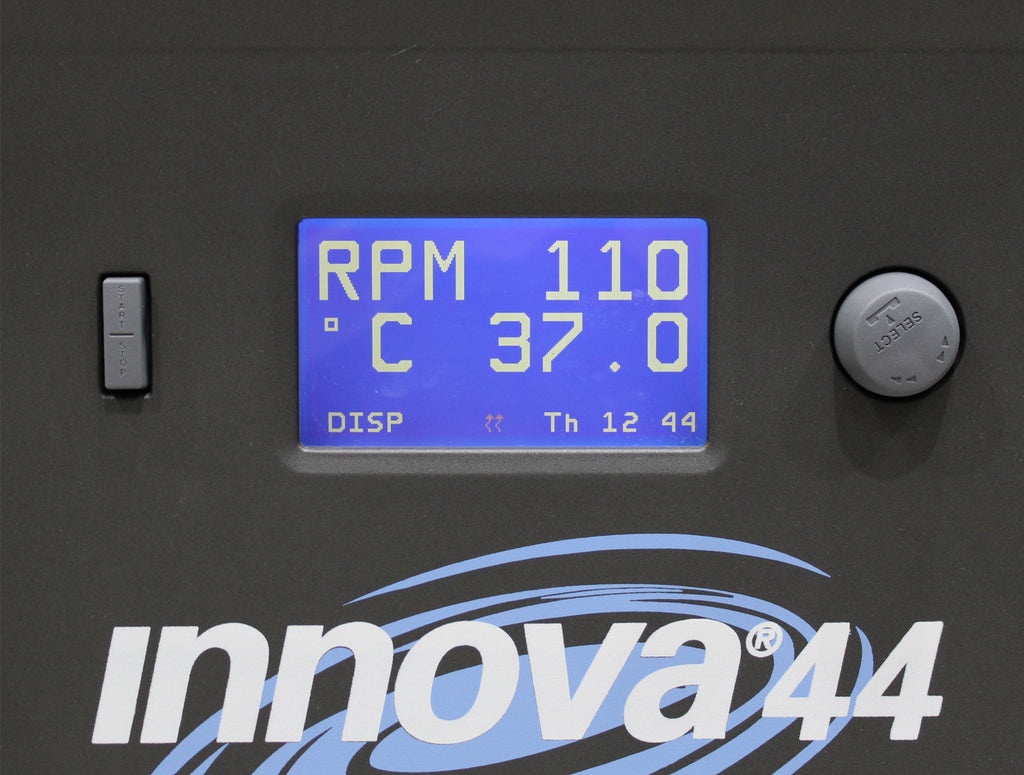 RPM 110
°C 37.0
DISP Th 12 44
START
STOP
SELECT
innova®44